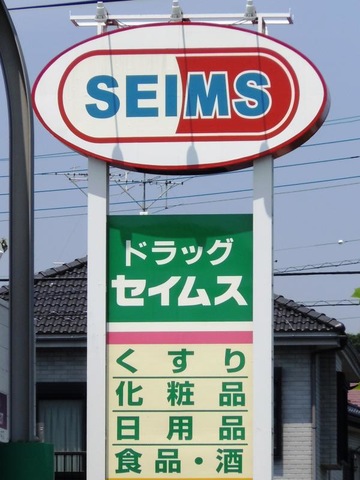 SEIMS
ドラッグ
セイムス
くすり
化粧品
日用品
食品・酒